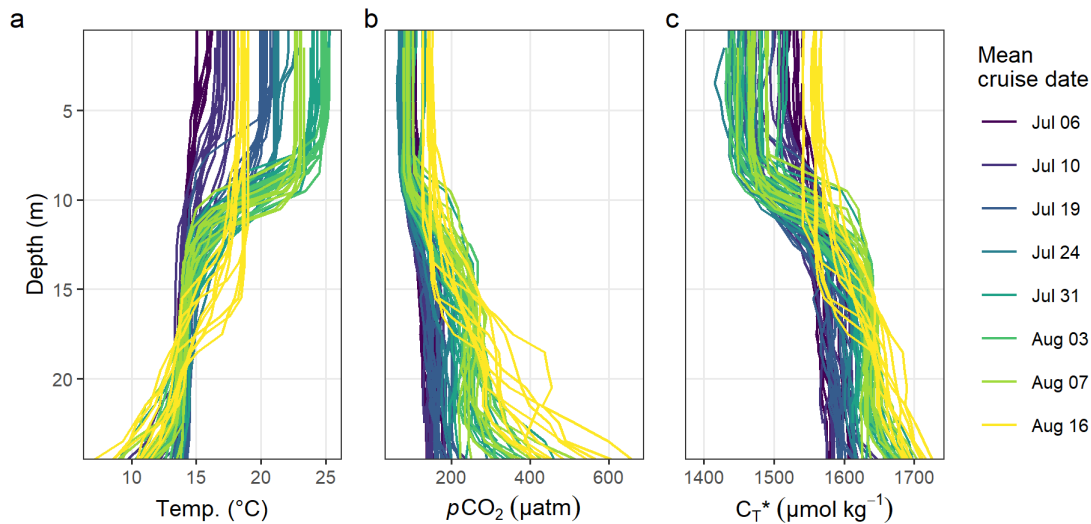 a
b
c
Depth (m)
5
10
15
20
10
15
20
25
Temp. (°C)
200
400
600
pCO₂ (μatm)
1400
1500
1600
1700
C_T* (μmol kg⁻¹)
Mean
cruise date
Jul 06
Jul 10
Jul 19
Jul 24
Jul 31
Aug 03
Aug 07
Aug 16